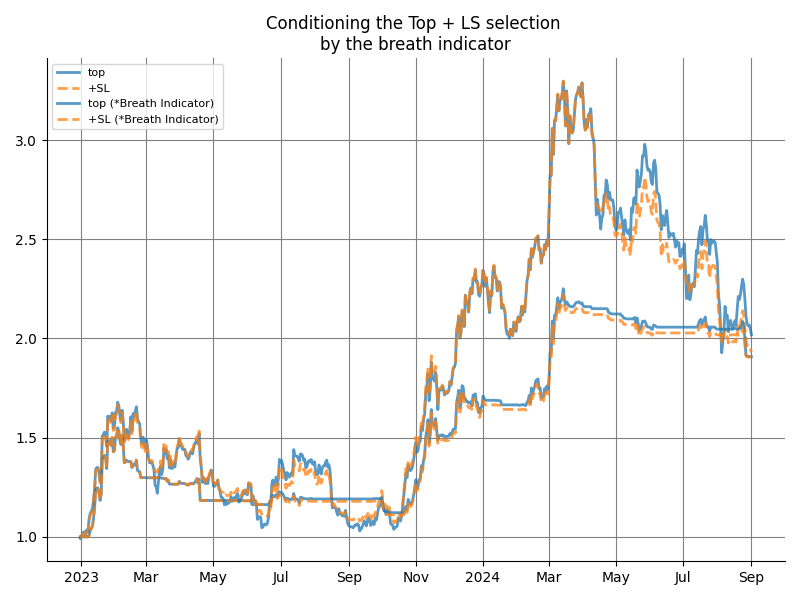 Conditioning the Top + LS selection
by the breath indicator
top
+SL
top (*Breath Indicator)
+SL (*Breath Indicator)
3.0
2.5
2.0
1.5
1.0
2023 Mar May Jul Sep Nov 2024 Mar May Jul Sep